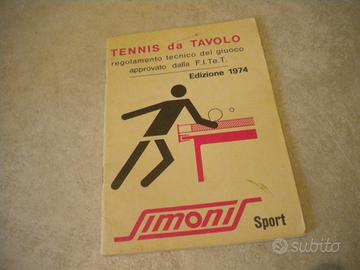 TENNIS da TAVOLO
regolamento tecnico del giuoco
approvato dalla F.I.Te.T.
Edizione 1974
Simonis Sport
subito